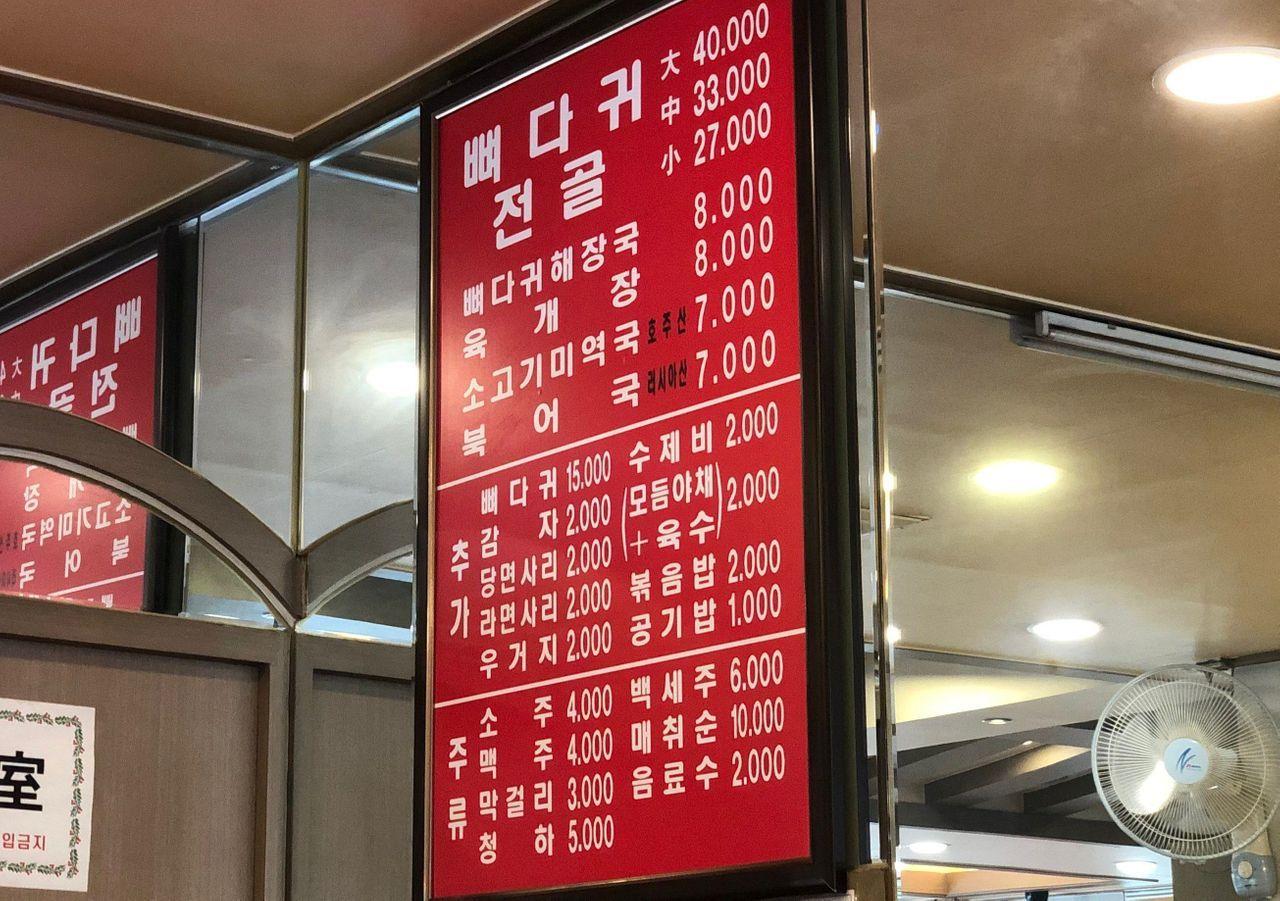 뼈다귀 전골
大 40.000
中 33.000
小 27.000
뼈다귀해장국 8.000
육개장 8.000
소고기미역국 호주산 7.000
북어국 러시아산 7.000
추가
뼈다귀 15.000
감자 2.000
당면사리 2.000
라면사리 2.000
우거지 2.000
수제비 2.000
(모듬야채+육수) 2.000
볶음밥 2.000
공기밥 1.000
주류
소주 4.000
맥주 4.000
막걸리 3.000
청하 5.000
백세주 6.000
매취순 10.000
음료수 2.000
室
입금지